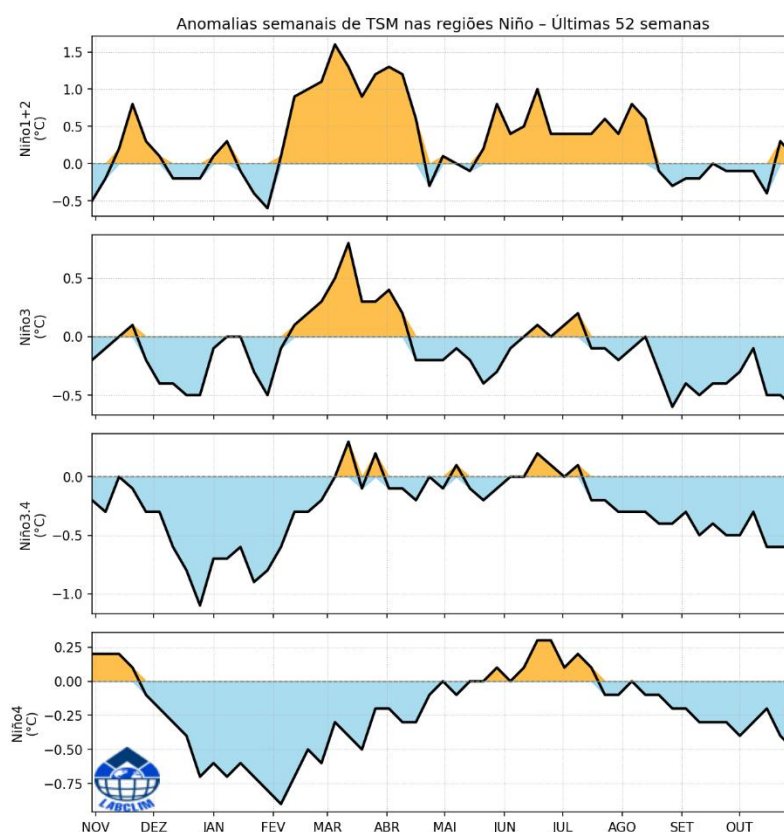 Anomalias semanais de TSM nas regiões Niño – Últimas 52 semanas
Niño1+2
(°C)
1.5
1.0
0.5
0.0
−0.5
Niño3
(°C)
0.5
0.0
−0.5
Niño3.4
(°C)
0.0
−0.5
−1.0
Niño4
(°C)
0.25
0.00
−0.25
−0.50
−0.75
LABCLIM
NOV DEZ JAN FEV MAR ABR MAI JUN JUL AGO SET OUT